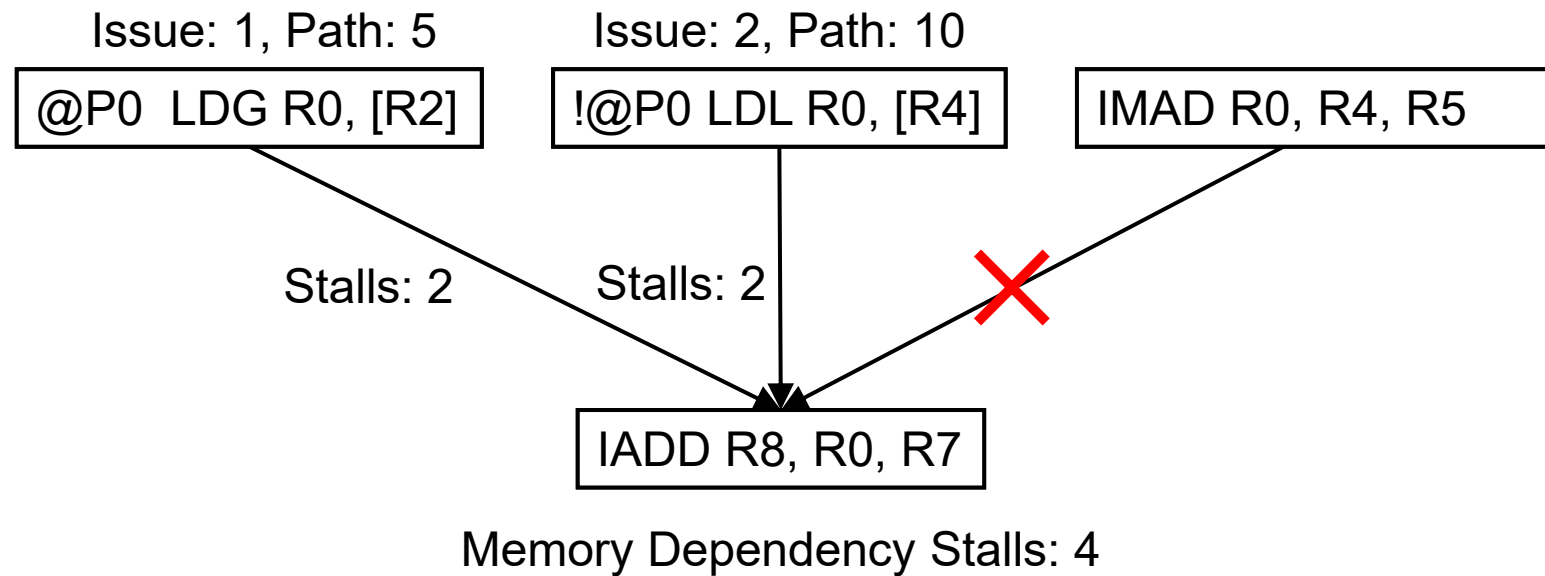 Issue: 1, Path: 5
Issue: 2, Path: 10
@P0 LDG R0, [R2]
!@P0 LDL R0, [R4]
IMAD R0, R4, R5
Stalls: 2
Stalls: 2
IADD R8, R0, R7
Memory Dependency Stalls: 4